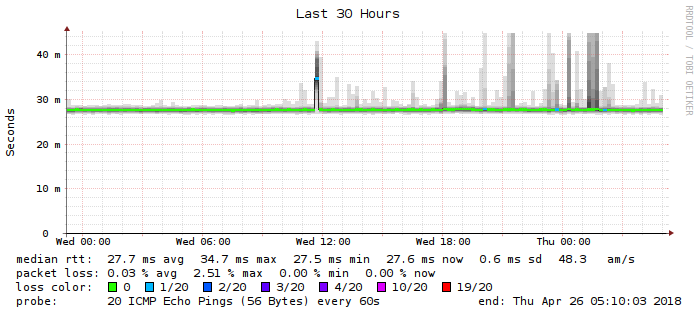 Last 30 Hours
RRDTOOL / TOBI OETIKER
Seconds
40 m
30 m
20 m
10 m
0
Wed 00:00 Wed 06:00 Wed 12:00 Wed 18:00 Thu 00:00
median rtt: 27.7 ms avg 34.7 ms max 27.5 ms min 27.6 ms now 0.6 ms sd 48.3 am/s
packet loss: 0.03 % avg 2.51 % max 0.00 % min 0.00 % now
loss color: 0 1/20 2/20 3/20 4/20 10/20 19/20
probe: 20 ICMP Echo Pings (56 Bytes) every 60s end: Thu Apr 26 05:10:03 2018